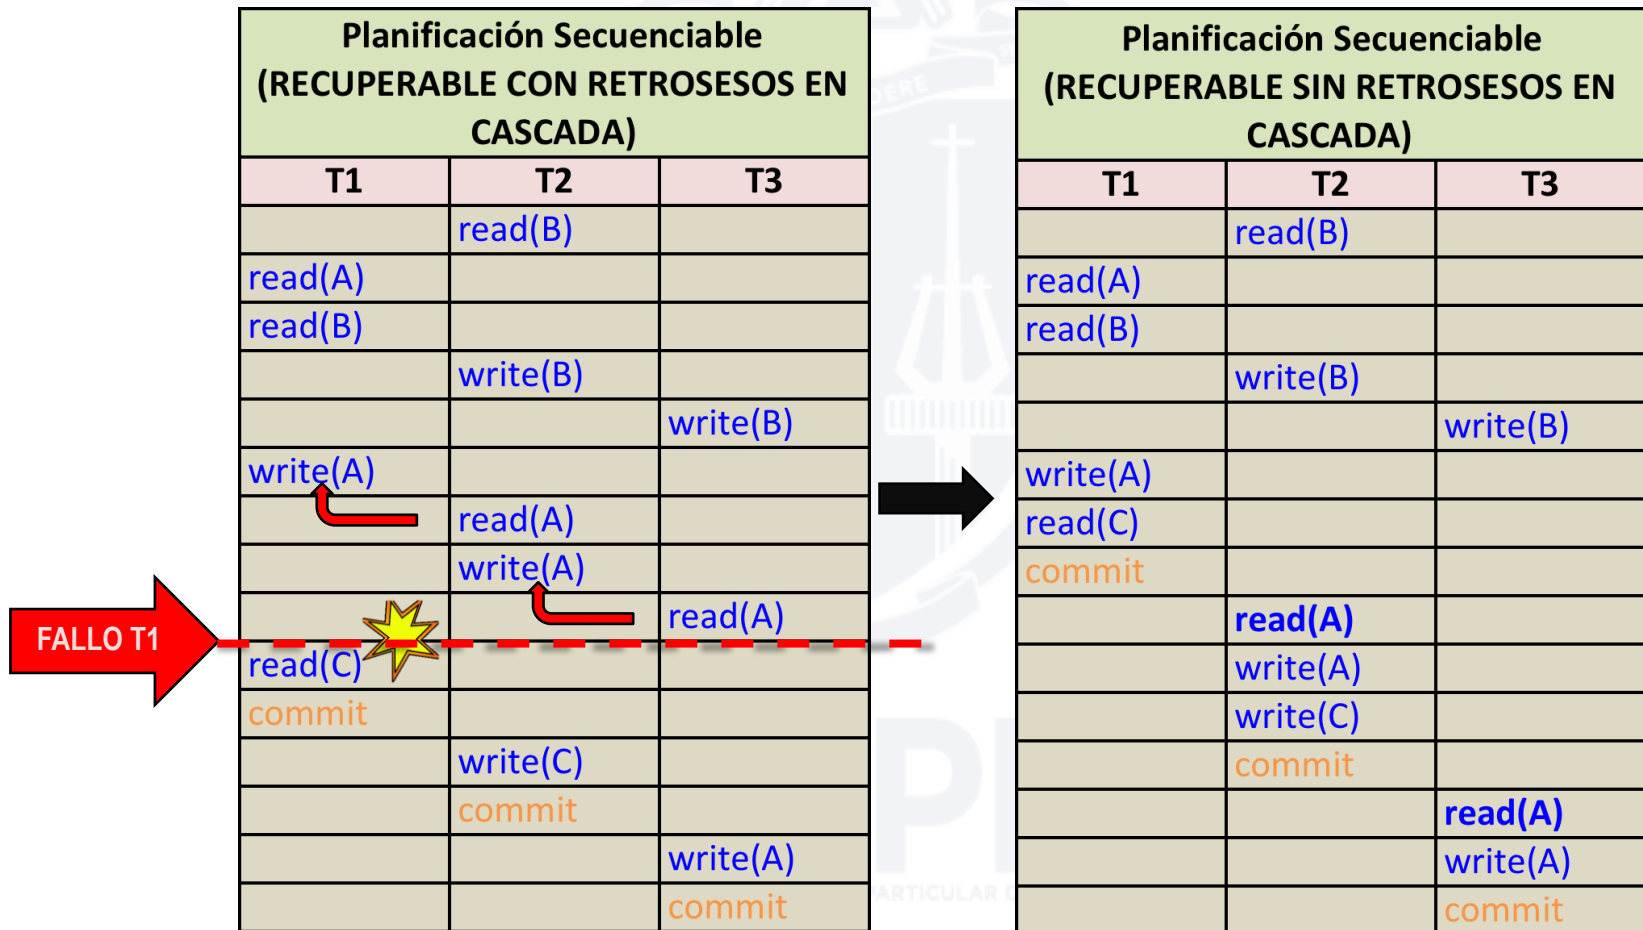 Planificación Secuenciable
(RECUPERABLE CON RETROSESOS EN
CASCADA)
T1 T2 T3
read(B)
read(A)
read(B)
write(B)
write(B)
write(A)
read(A)
write(A)
read(A)
FALLO T1
read(C)
commit
write(C)
commit
write(A)
commit
Planificación Secuenciable
(RECUPERABLE SIN RETROSESOS EN
CASCADA)
T1 T2 T3
read(B)
read(A)
read(B)
write(B)
write(B)
write(A)
read(C)
commit
read(A)
write(A)
write(C)
commit
read(A)
write(A)
commit